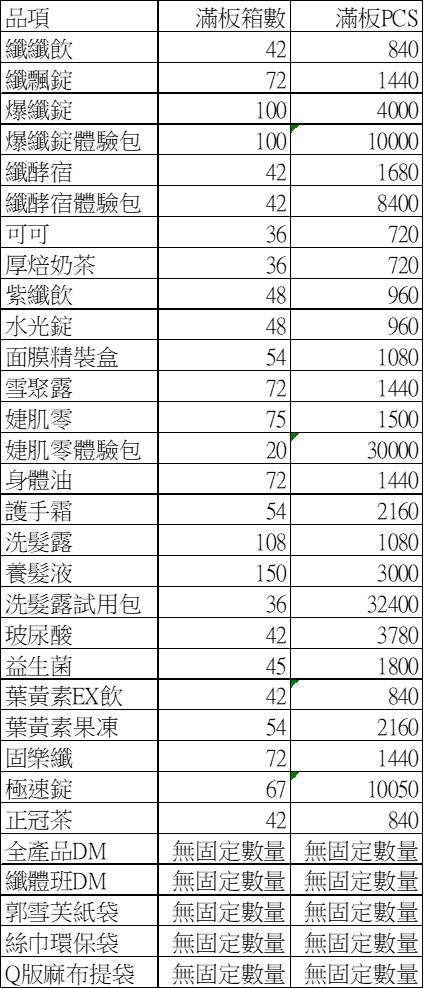 品項 滿板箱數 滿板PCS
纖纖飲 42 840
纖飄錠 72 1440
爆纖錠 100 4000
爆纖錠體驗包 100 10000
纖酵宿 42 1680
纖酵宿體驗包 42 8400
可可 36 720
厚焙奶茶 36 720
紫纖飲 48 960
水光錠 48 960
面膜精裝盒 54 1080
雪聚露 72 1440
婕肌零 75 1500
婕肌零體驗包 20 30000
身體油 72 1440
護手霜 54 2160
洗髮露 108 1080
養髮液 150 3000
洗髮露試用包 36 32400
玻尿酸 42 3780
益生菌 45 1800
葉黃素EX飲 42 840
葉黃素果凍 54 2160
固樂纖 72 1440
極速錠 67 10050
正冠茶 42 840
全產品DM 無固定數量 無固定數量
纖體班DM 無固定數量 無固定數量
郭雪芙紙袋 無固定數量 無固定數量
絲巾環保袋 無固定數量 無固定數量
Q版麻布提袋 無固定數量 無固定數量